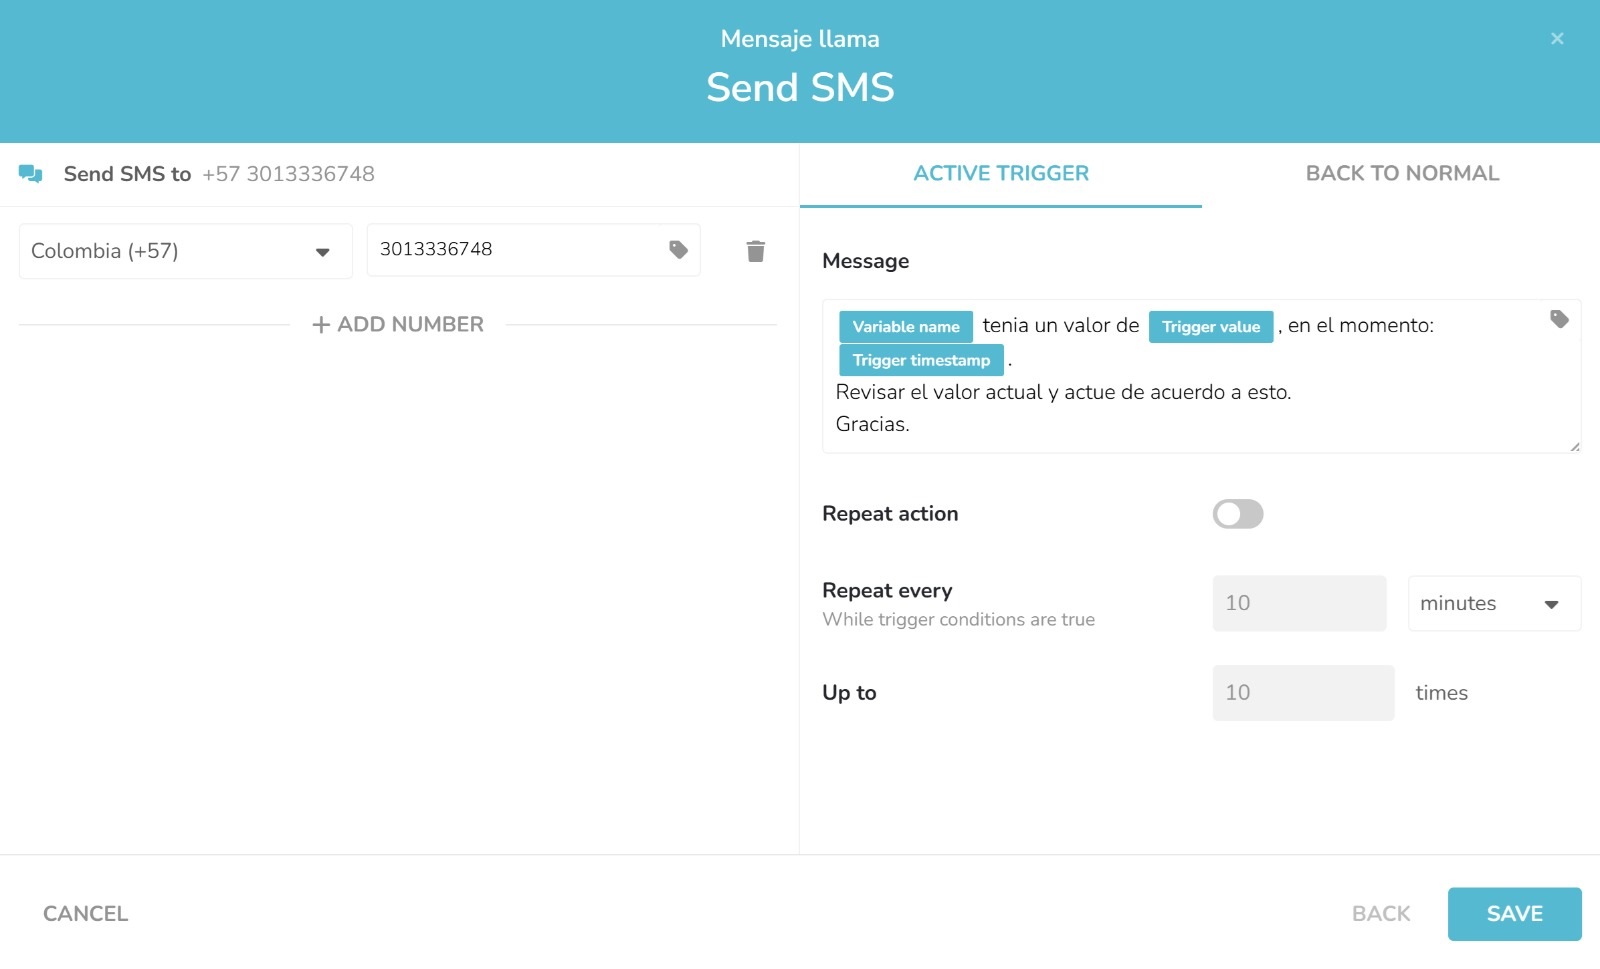 Mensaje llama
Send SMS
Send SMS to +57 3013336748
Colombia (+57)
3013336748
ADD NUMBER
ACTIVE TRIGGER
BACK TO NORMAL
Message
Variable name tenia un valor de Trigger value , en el momento:
Trigger timestamp .
Revisar el valor actual y actue de acuerdo a esto.
Gracias.
Repeat action
Repeat every
While trigger conditions are true
10
minutes
Up to
10
times
CANCEL
BACK
SAVE